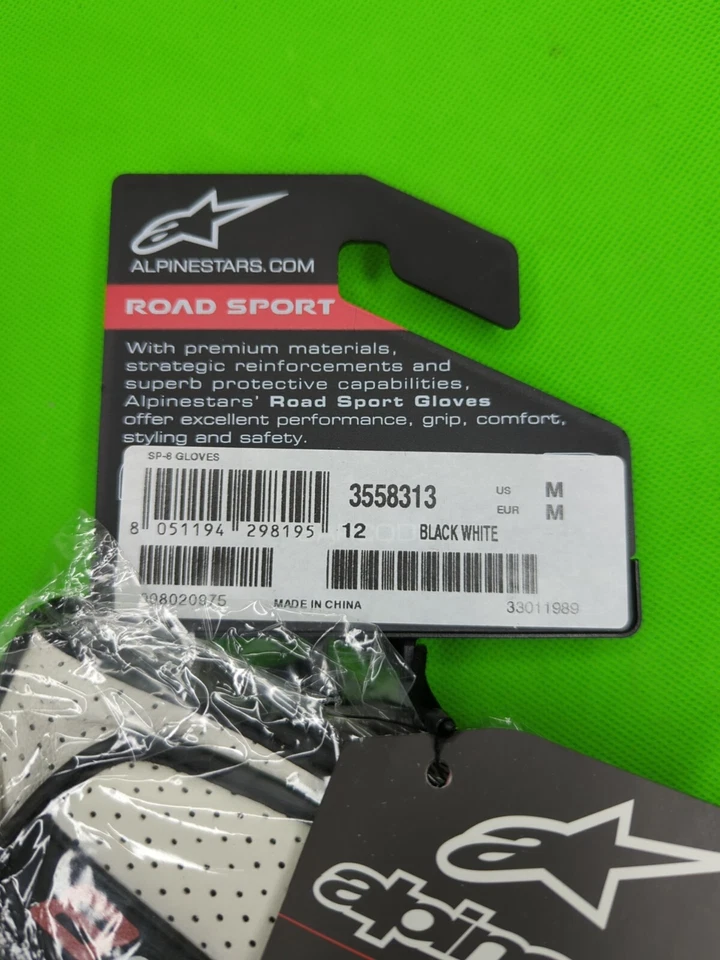 ALPINESTARS.COM
ROAD SPORT
With premium materials,
strategic reinforcements and
superb protective capabilities,
Alpinestars' Road Sport Gloves
offer excellent performance, grip, comfort,
styling and safety.
SP-8 GLOVES
3558313
US M
EUR M
8 051194 298195
12 BLACK WHITE
MADE IN CHINA
33011989